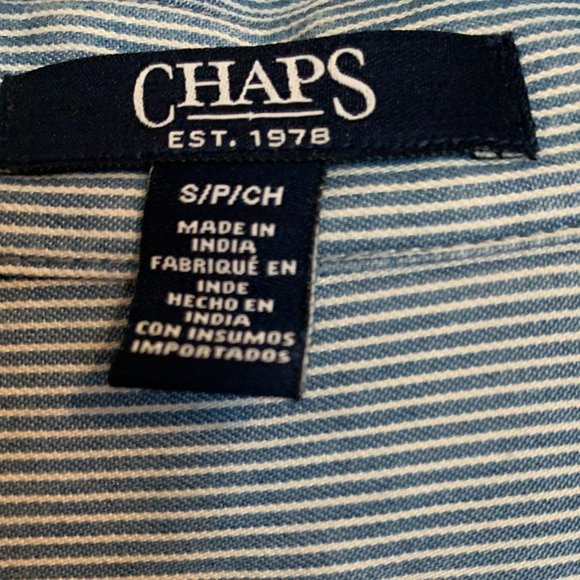 CHAPS
EST. 1978
S/P/CH
MADE IN
INDIA
FABRIQUÉ EN
INDE
HECHO EN
INDIA
CON INSUMOS
IMPORTADOS